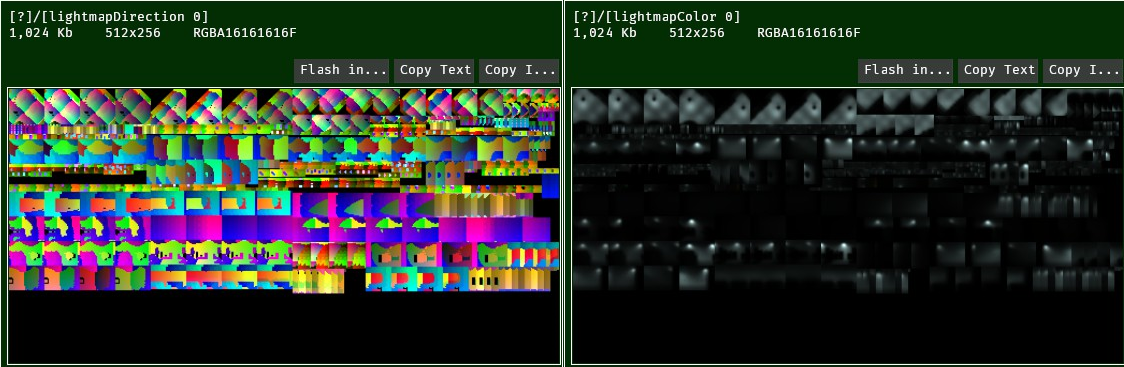 [?]/[lightmapDirection 0]
1,024 Kb 512x256 RGBA16161616F
Flash in... Copy Text Copy I...
[?]/[lightmapColor 0]
1,024 Kb 512x256 RGBA16161616F
Flash in... Copy Text Copy I...